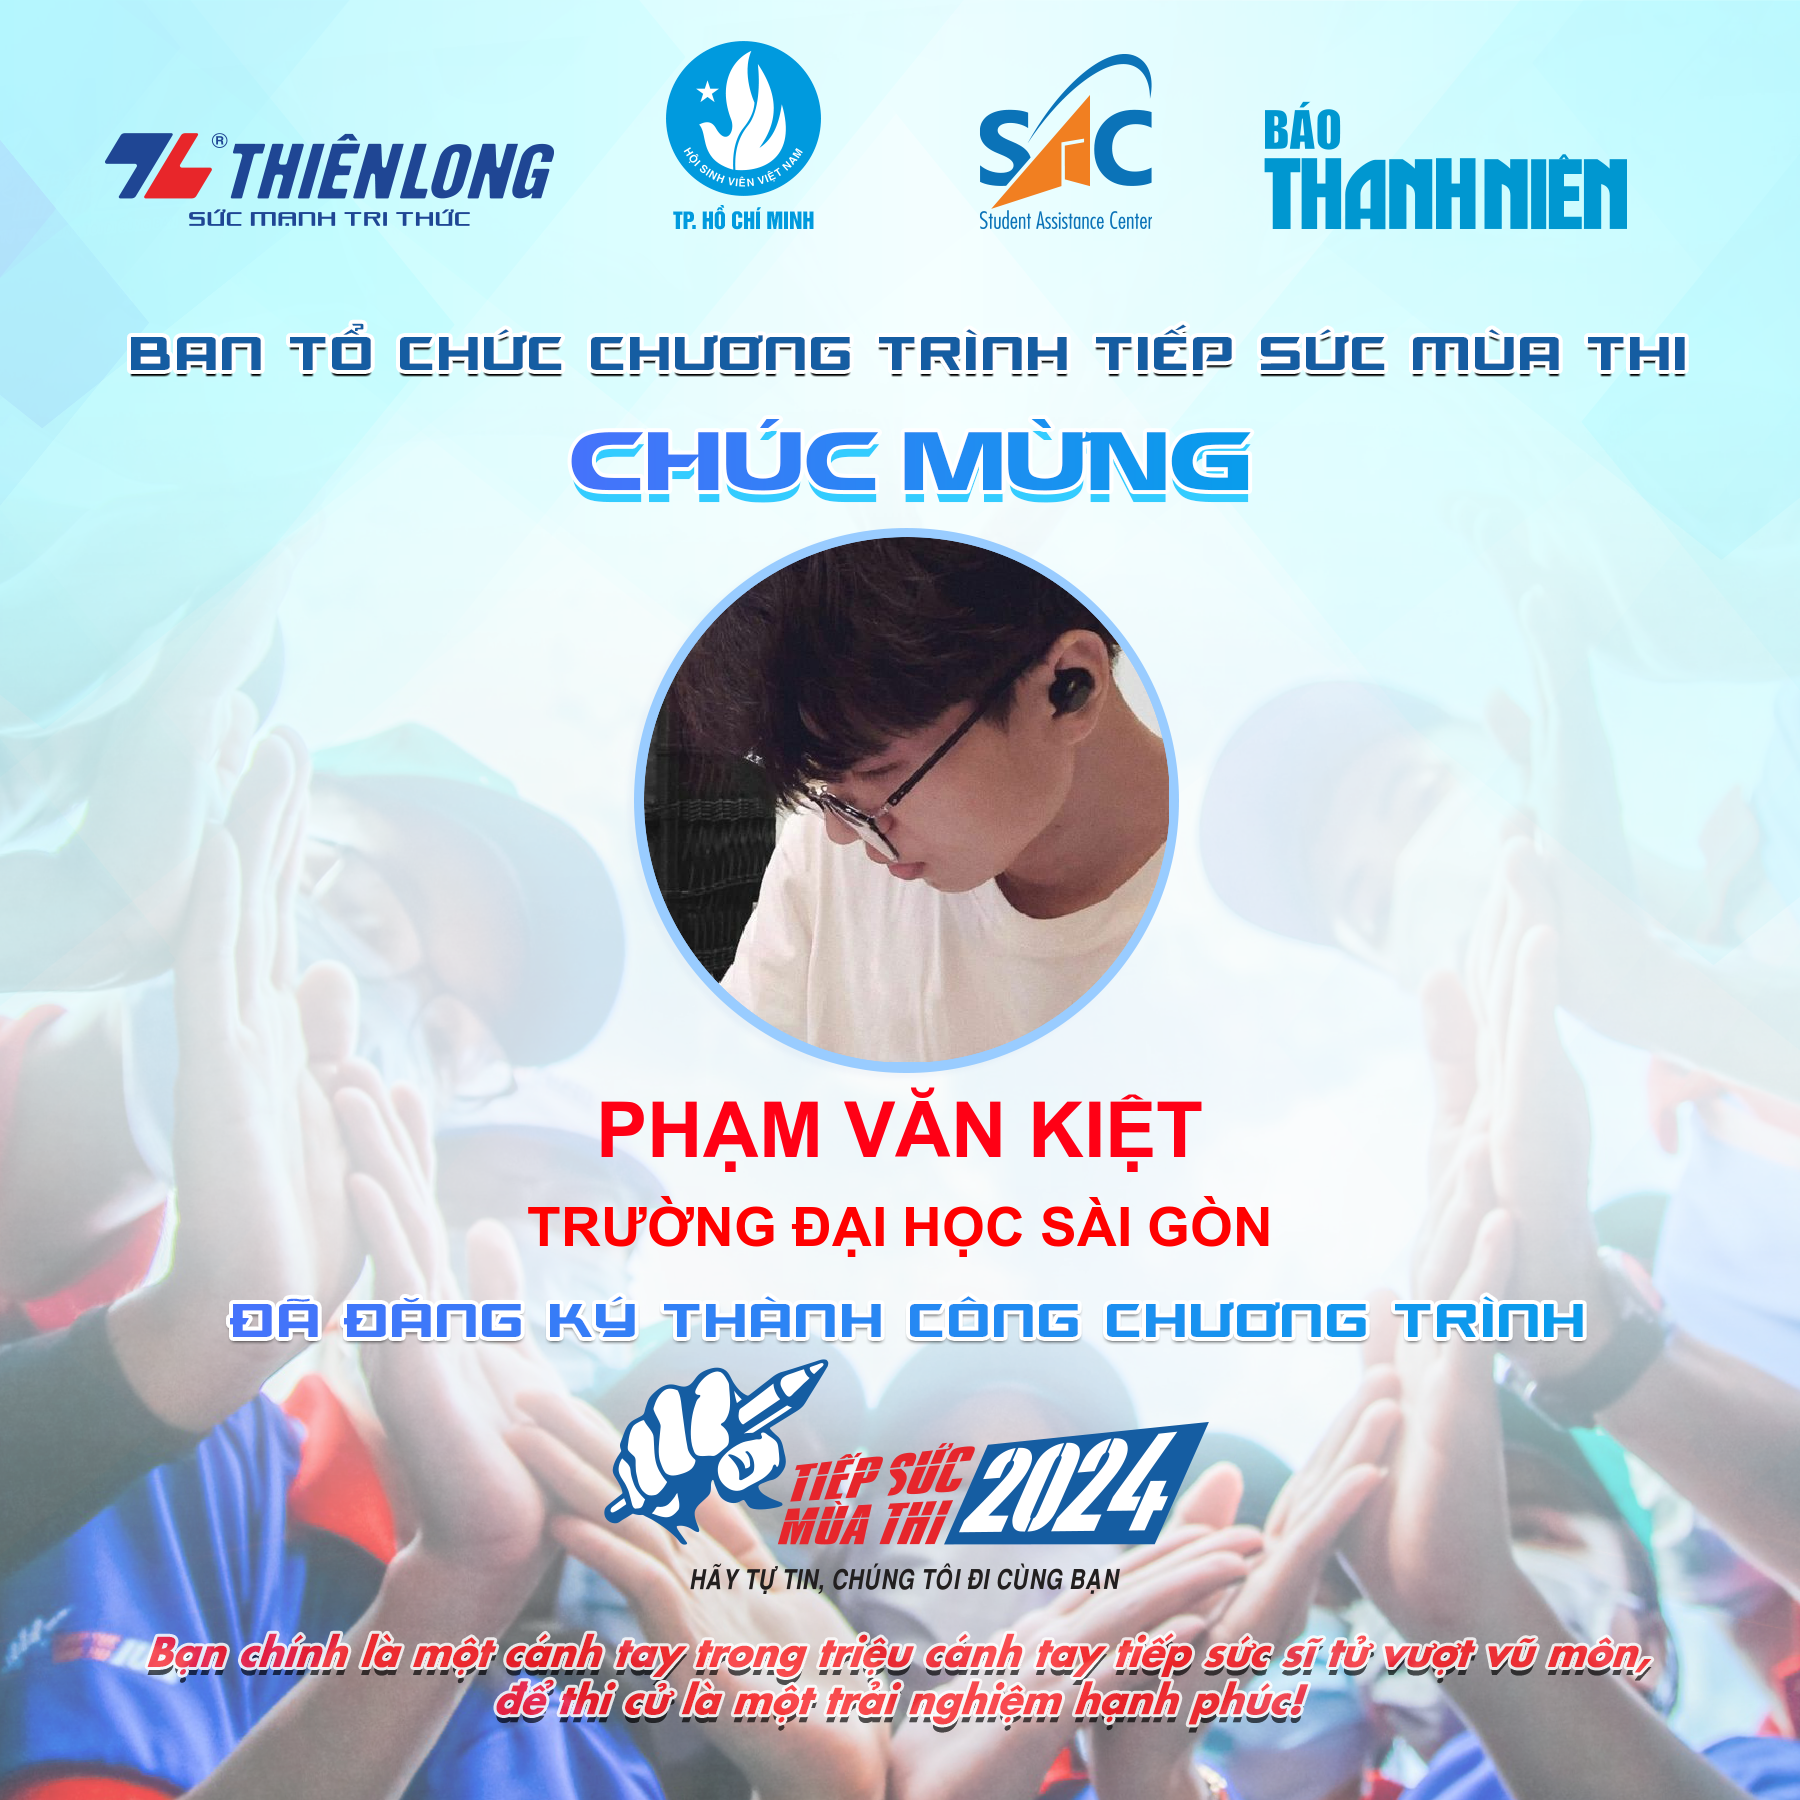 THIÊN LONG ®
SỨC MẠNH TRI THỨC
HỘI SINH VIÊN VIỆT NAM
TP. HỒ CHÍ MINH
SAC
Student Assistance Center
BÁO
THANH NIÊN
BAN TỔ CHỨC CHƯƠNG TRÌNH TIẾP SỨC MÙA THI
CHÚC MỪNG
PHẠM VĂN KIỆT
TRƯỜNG ĐẠI HỌC SÀI GÒN
ĐÃ ĐĂNG KÝ THÀNH CÔNG CHƯƠNG TRÌNH
TIẾP SỨC
MÙA THI 2024
HÃY TỰ TIN, CHÚNG TÔI ĐI CÙNG BẠN
Bạn chính là một cánh tay trong triệu cánh tay tiếp sức sĩ tử vượt vũ môn,
để thi cử là một trải nghiệm hạnh phúc!